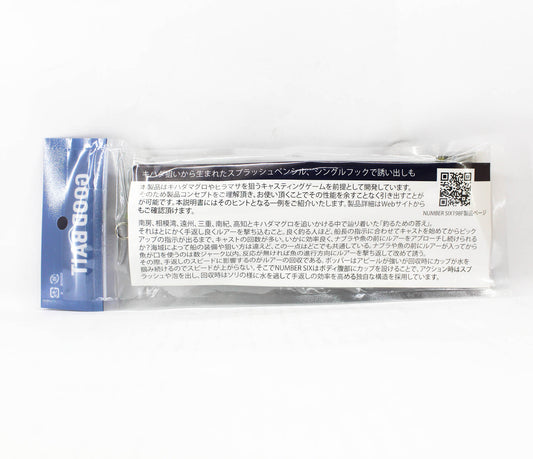 GOOD BAIT
キハダ狙いから生まれたスプラッシュペンシル、シングルフックで誘い出しも
本製品はキハダマグロやヒラマサを狙うキャスティングゲームを前提として開発しています。
そのため製品コンセプトをご理解頂き、お使い頂くことでその性能を余すことなく引き出すことが
が可能です。本説明書にはそのヒントとなる一例をご紹介いたします。製品詳細はWebサイトから
もご確認頂けます。
NUMBER SIX198F製品ページ
南房、相模湾、遠州、三重、南紀、高知とキハダマグロを追いかける中で辿り着いた「釣るための答え」。
それはとにかく手返し良くルアーを撃ち込むこと。良く釣る人ほど、船長の指示に合わせてキャストを始めてからピック
アップの指示が出るまで、キャストの回数が多い。いかに効率良く、ナブラや魚の前にルアーをアプローチし続けられる
か?海域によって船の装備や狙い方は違えど、この一点はどこでも共通している。ナブラや魚の前にルアーが入ってから
魚が口を使うのは数ジャーク以内。反応が無ければ魚の進行方向にルアーを撃ち返して改めて誘う。
その際、手返しのスピードに影響するのがルアーの回収である。ポッパーはアピールが強いが回収時にカップが水を
掴み続けるのでスピードが上がらない。そこでNUMBER SIXはボディ腹部にカップを設けることで、アクション時はスプ
ラッシュや泡を出し、回収時はソリの様に水を逃して手返しの効率を高める独自な構造を採用しています。